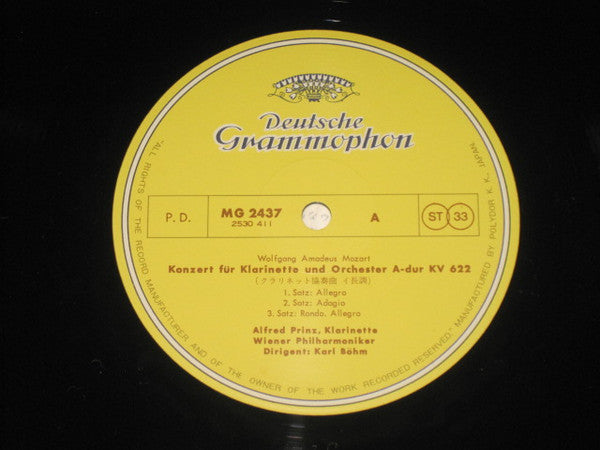 Deutsche
Grammophon
P. D.
MG 2437
2530 411
A
ST 33
Wolfgang Amadeus Mozart
Konzert für Klarinette und Orchester A-dur KV 622
(クラリネット協奏曲 イ長調)
1. Satz: Allegro
2. Satz: Adagio
3. Satz: Rondo. Allegro
Alfred Prinz, Klarinette
Wiener Philharmoniker
Dirigent: Karl Böhm
"ALL RIGHTS OF THE RECORD MANUFACTURER AND OF THE OWNER OF THE WORK RECORDED RESERVED." MANUFACTURED BY POLYDOR K. K., JAPAN